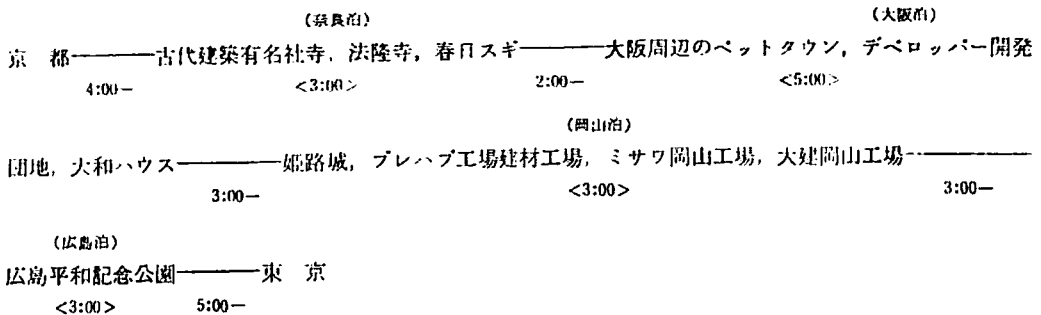 (奈良泊) (大阪泊)
京 都————古代建築有名社寺,法隆寺,春日スギ————大阪周辺のペットタウン,デベロッパー開発
4:00— <3:00> 2:00— <5:00>
(岡山泊)
団地,大和ハウス————姫路城,プレハブ工場建材工場,ミサワ岡山工場,大建岡山工場————
3:00— <3:00> 3:00—
(広島泊)
広島平和記念公園————東 京
<3:00> 5:00—